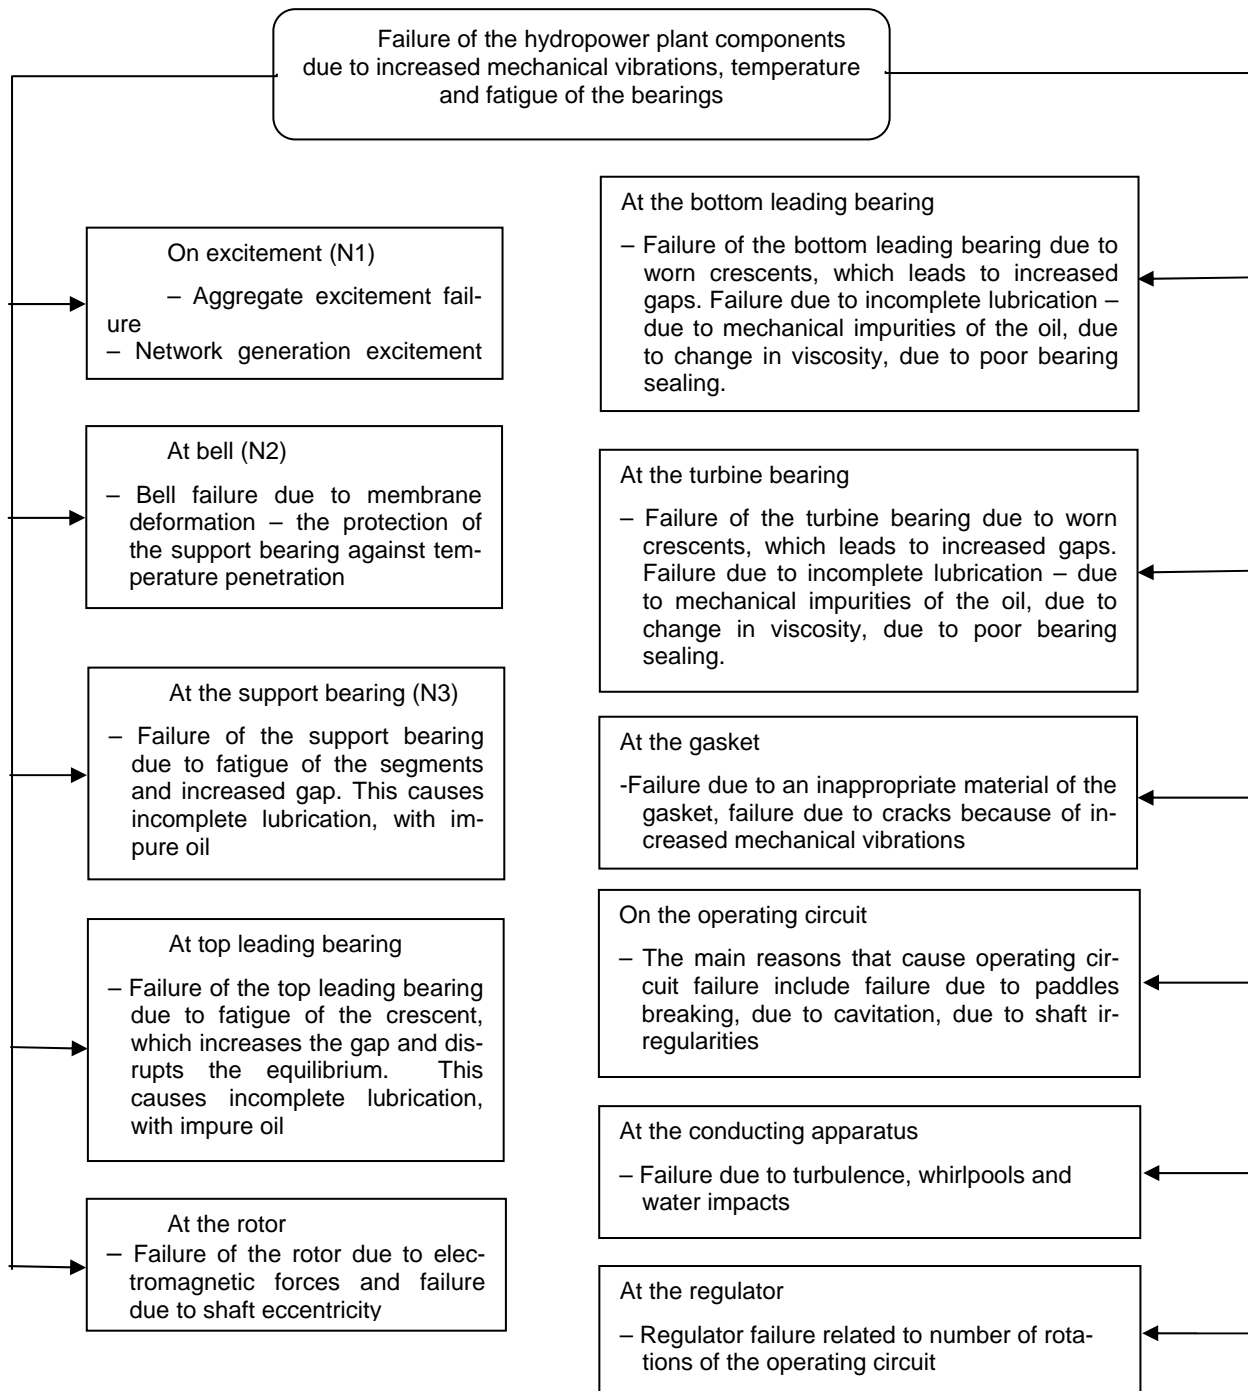 Failure of the hydropower plant components
due to increased mechanical vibrations, temperature
and fatigue of the bearings
On excitement (N1)
– Aggregate excitement fail-
ure
– Network generation excitement
At bell (N2)
– Bell failure due to membrane
deformation – the protection of
the support bearing against tem-
perature penetration
At the support bearing (N3)
– Failure of the support bearing
due to fatigue of the segments
and increased gap. This causes
incomplete lubrication, with im-
pure oil
At top leading bearing
– Failure of the top leading bearing
due to fatigue of the crescent,
which increases the gap and dis-
rupts the equilibrium. This
causes incomplete lubrication,
with impure oil
At the rotor
– Failure of the rotor due to elec-
tromagnetic forces and failure
due to shaft eccentricity
At the bottom leading bearing
– Failure of the bottom leading bearing due to
worn crescents, which leads to increased
gaps. Failure due to incomplete lubrication –
due to mechanical impurities of the oil, due
to change in viscosity, due to poor bearing
sealing.
At the turbine bearing
– Failure of the turbine bearing due to worn
crescents, which leads to increased gaps.
Failure due to incomplete lubrication – due
to mechanical impurities of the oil, due to
change in viscosity, due to poor bearing
sealing.
At the gasket
-Failure due to an inappropriate material of the
gasket, failure due to cracks because of in-
creased mechanical vibrations
On the operating circuit
– The main reasons that cause operating cir-
cuit failure include failure due to paddles
breaking, due to cavitation, due to shaft ir-
regularities
At the conducting apparatus
– Failure due to turbulence, whirlpools and
water impacts
At the regulator
– Regulator failure related to number of rota-
tions of the operating circuit